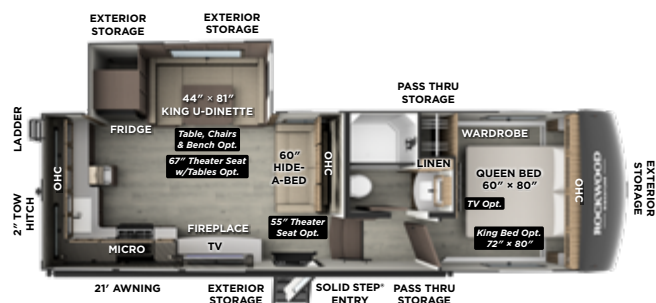 EXTERIOR
STORAGE
EXTERIOR
STORAGE
44" × 81"
KING U-DINETTE
FRIDGE
Table, Chairs
& Bench Opt.
67" Theater Seat
w/Tables Opt.
60"
HIDE-
A-BED
OHC
55" Theater
Seat Opt.
LADDER
2" TOW
HITCH
OHC
MICRO
FIREPLACE
TV
PASS THRU
STORAGE
LINEN
WARDROBE
QUEEN BED
60" × 80"
TV Opt.
King Bed Opt.
72" × 80"
OHC
ROCKWOOD
EXTERIOR
STORAGE
21' AWNING
EXTERIOR
STORAGE
SOLID STEP®
ENTRY
PASS THRU
STORAGE